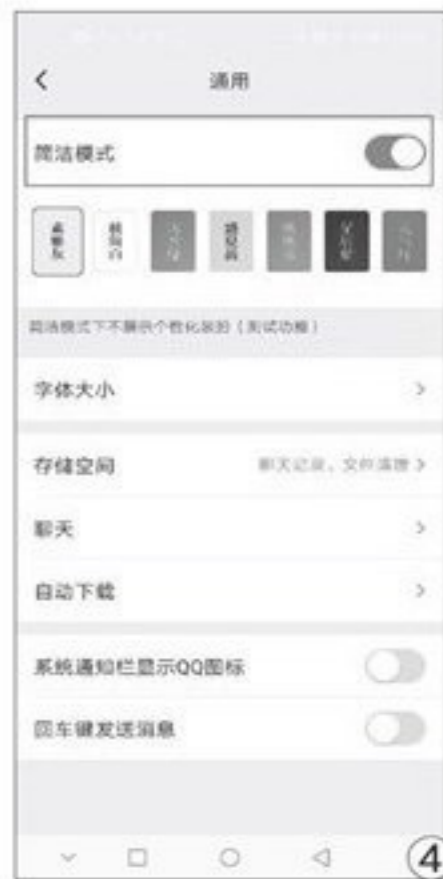 通用
简洁模式
简洁模式下不展示个性化装扮（测试功能）
字体大小
存储空间 聊天记录、文件清理
聊天
自动下载
系统通知栏显示QQ图标
回车键发送消息
④